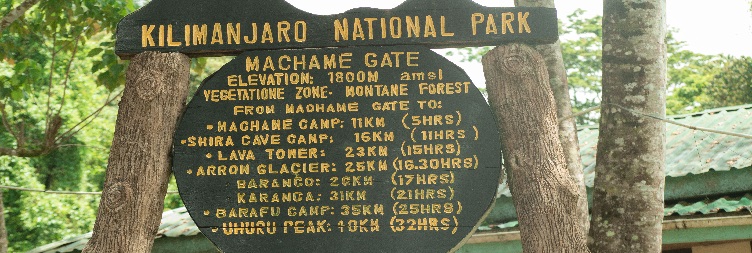 KILIMANJARO NATIONAL PARK
MACHAME GATE
ELEVATION: 1800M amsl
VEGETATIONE ZONE- MONTANE FOREST
FROM MACHAME GATE TO:
• MACHAME CAMP: 11KM (5HRS)
• SHIRA CAVE CAMP: 16KM (11HRS)
• LAVA TOWER: 23KM (15HRS)
• ARRON GLACIER: 25KM (16.30HRS)
BARANCO: 26KM (17HRS)
KARANGA: 31KM (21HRS)
• BARAFU CAMP: 35KM (25HRS)
• UHURU PEAK: 40KM (32HRS)